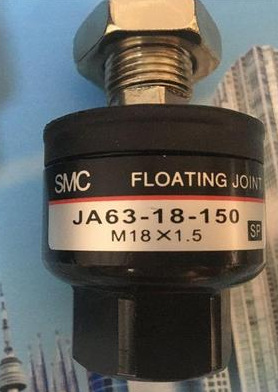 SMC FLOATING JOINT
JA63-18-150
M18×1.5 SP